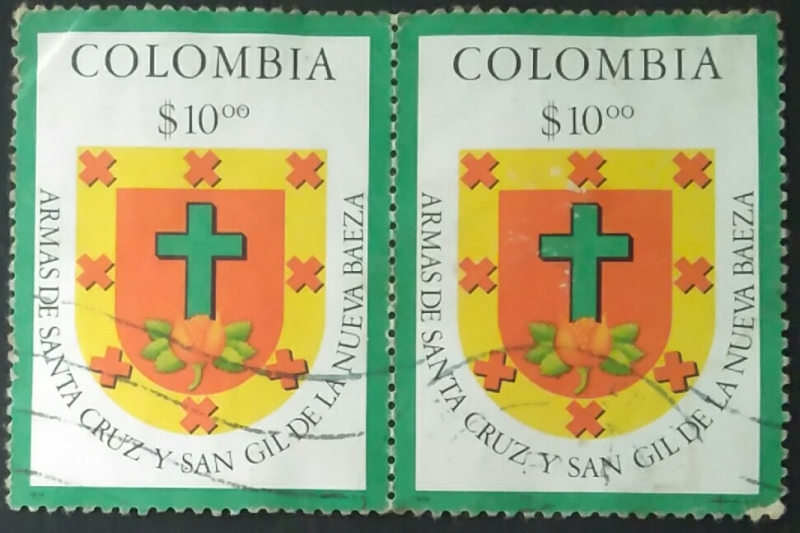 COLOMBIA
$10⁰⁰
ARMAS DE SANTA CRUZ Y SAN GIL DE LA NUEVA BAEZA
COLOMBIA
$10⁰⁰
ARMAS DE SANTA CRUZ Y SAN GIL DE LA NUEVA BAEZA